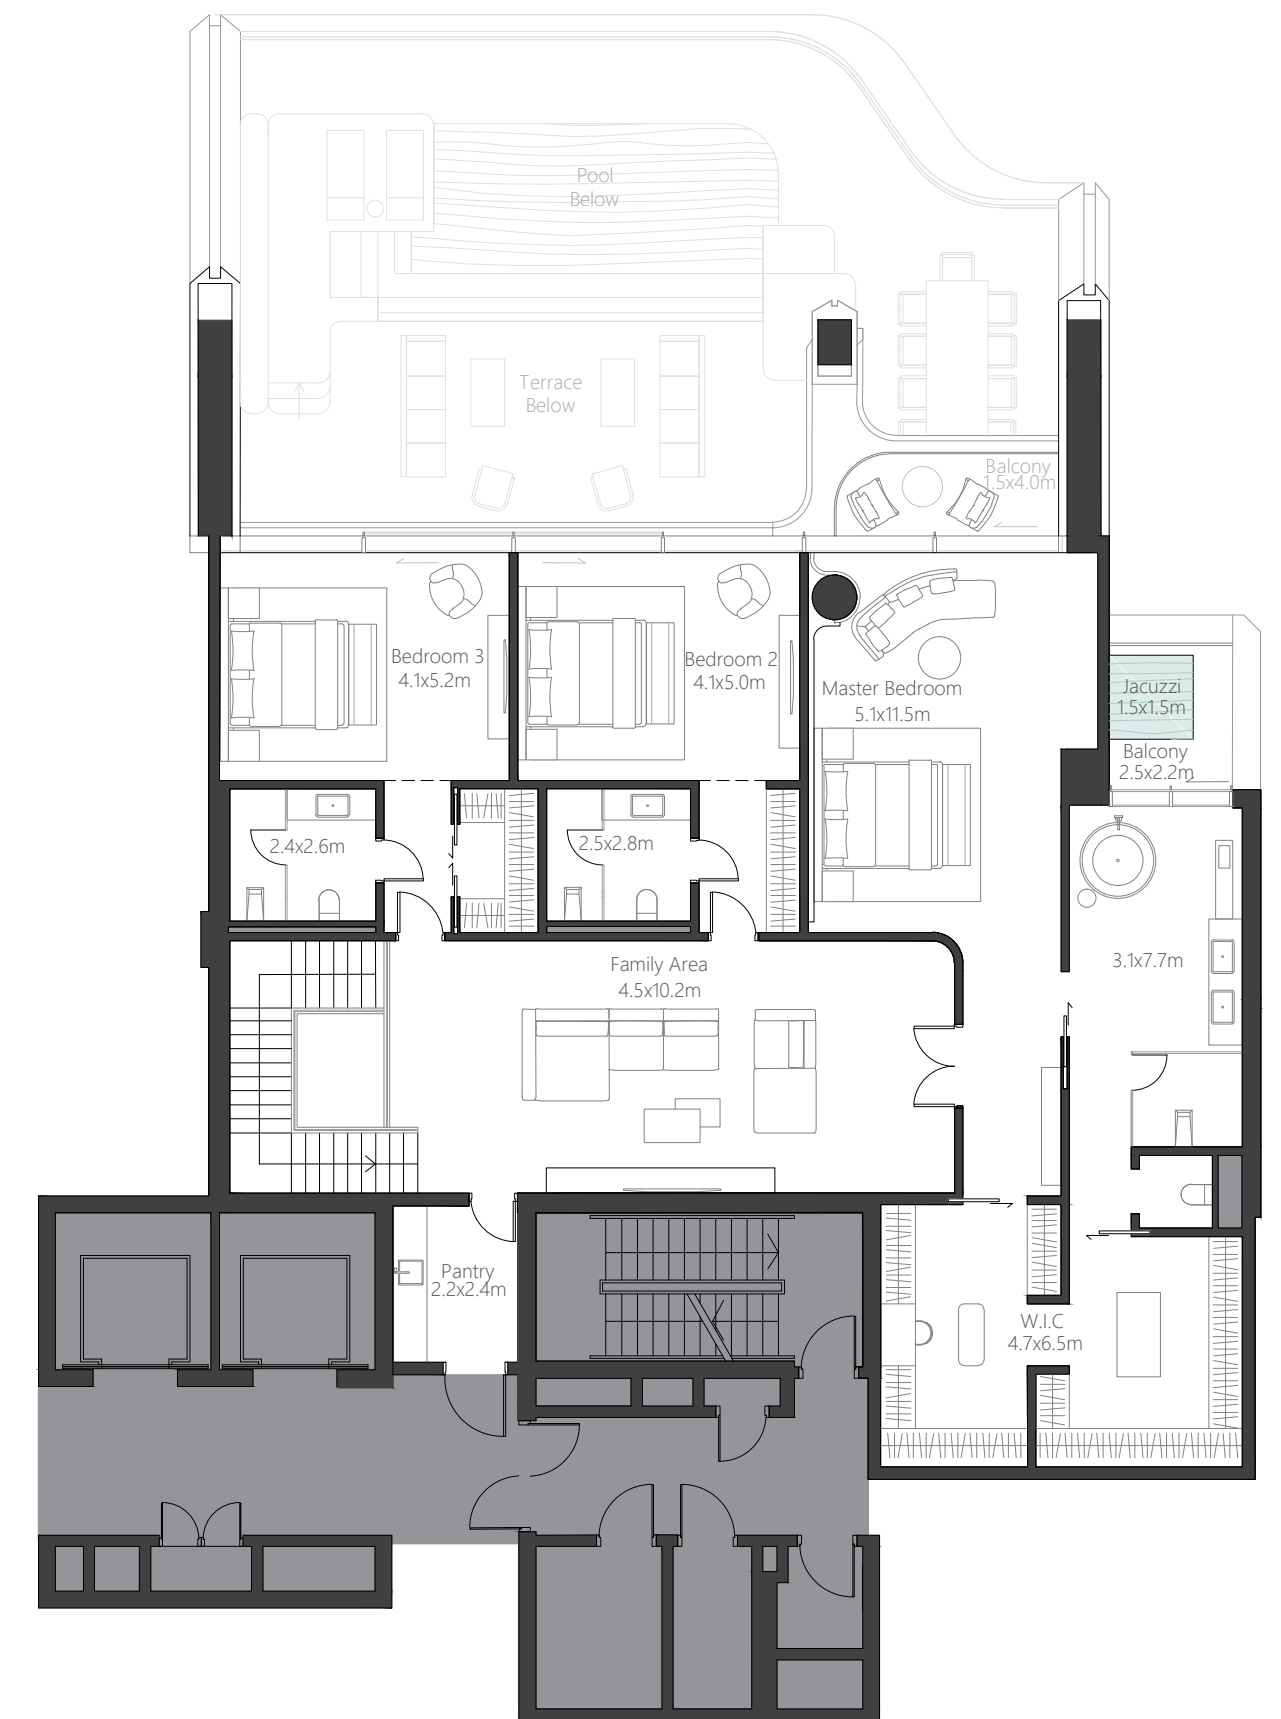 Pool
Below
Terrace
Below
Balcony
1.5x4.0m
Bedroom 3
4.1x5.2m
Bedroom 2
4.1x5.0m
Master Bedroom
5.1x11.5m
Jacuzzi
1.5x1.5m
Balcony
2.5x2.2m
2.4x2.6m
2.5x2.8m
Family Area
4.5x10.2m
3.1x7.7m
Pantry
2.2x2.4m
W.I.C
4.7x6.5m